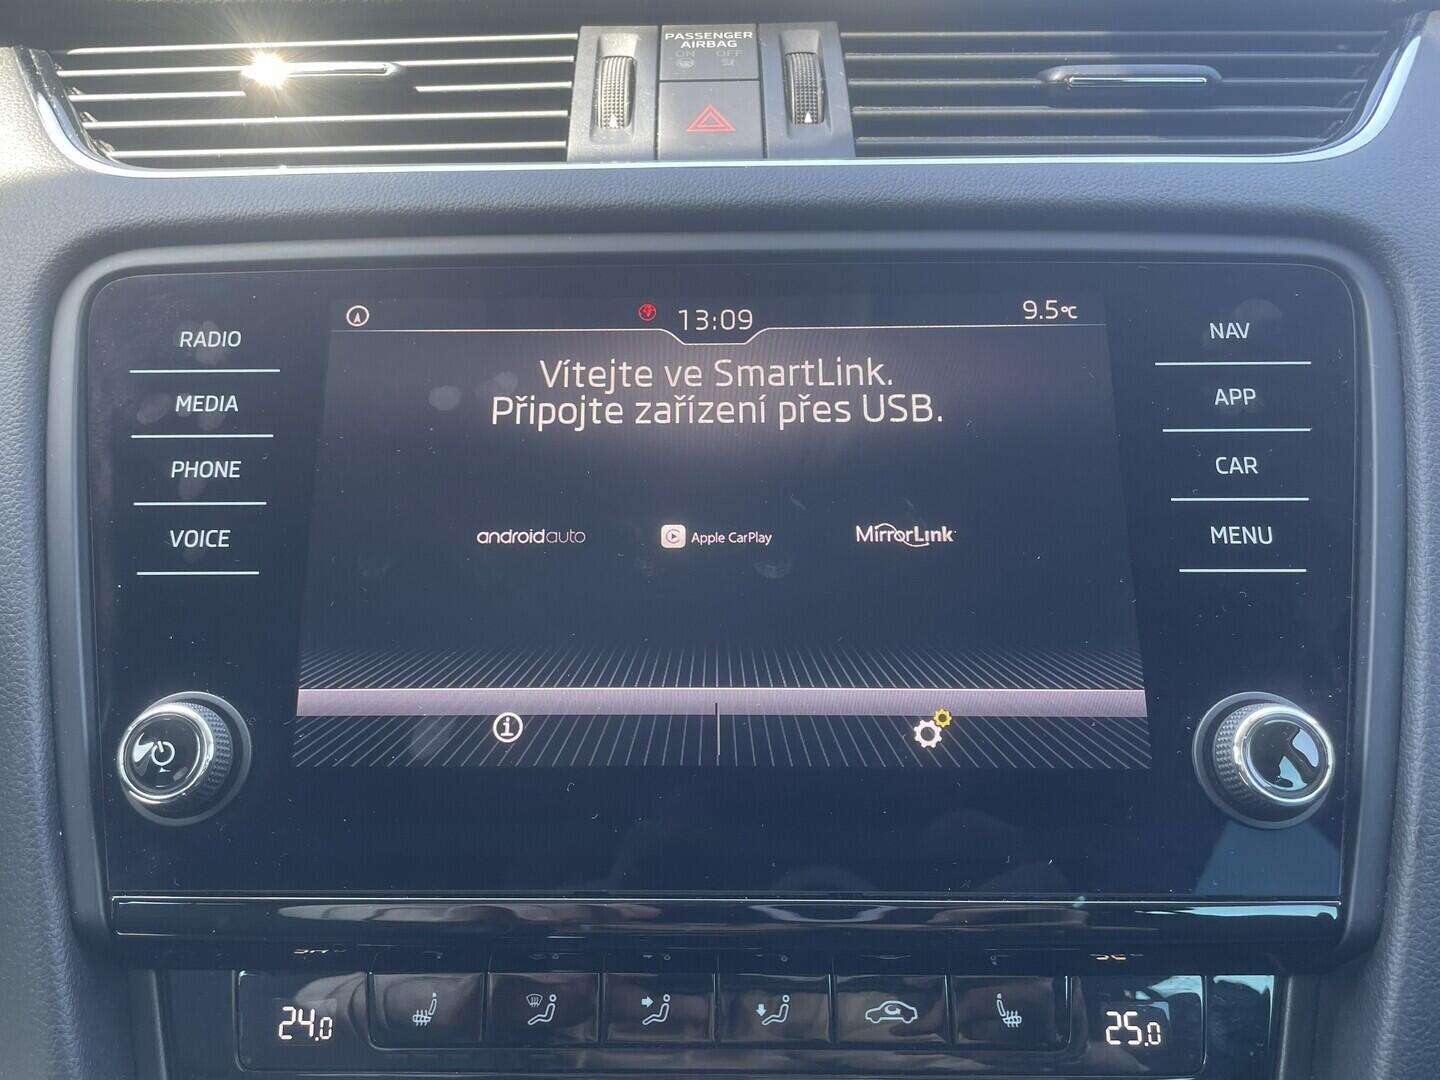 PASSENGER
AIRBAG
ON OFF
13:09
9.5°C
RADIO
MEDIA
PHONE
VOICE
Vítejte ve SmartLink.
Připojte zařízení přes USB.
androidauto
Apple CarPlay
MirrorLink
NAV
APP
CAR
MENU
24.0
25.0